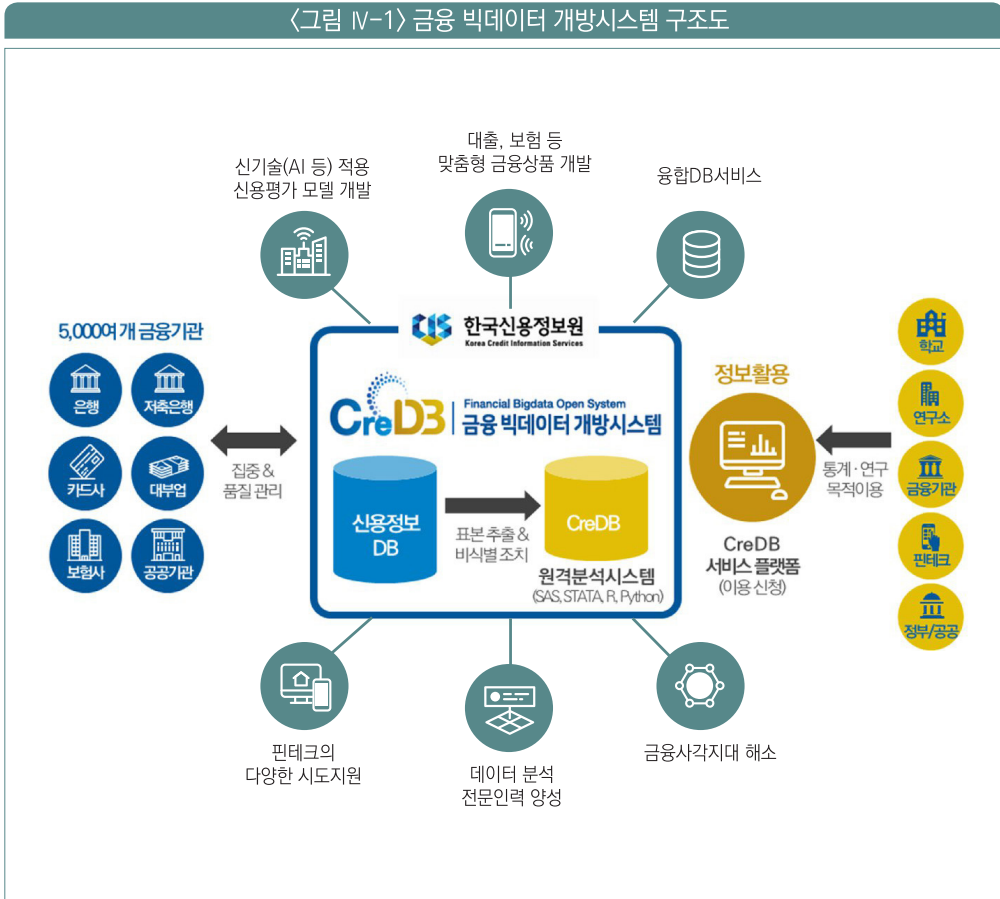 〈그림 Ⅳ-1〉 금융 빅데이터 개방시스템 구조도
신기술(AI 등) 적용
신용평가 모델 개발
대출, 보험 등
맞춤형 금융상품 개발
융합DB서비스
5,000여 개 금융기관
은행
저축은행
카드사
대부업
보험사
공공기관
집중 &
품질 관리
CIS 한국신용정보원
Korea Credit Information Services
CreDB
Financial Bigdata Open System
금융 빅데이터 개방시스템
신용정보
DB
표본 추출 &
비식별 조치
CreDB
원격분석시스템
(SAS, STATA, R, Python)
정보활용
CreDB
서비스 플랫폼
(이용 신청)
통계·연구
목적이용
학교
연구소
금융기관
핀테크
정부/공공
핀테크의
다양한 시도지원
데이터 분석
전문인력 양성
금융사각지대 해소